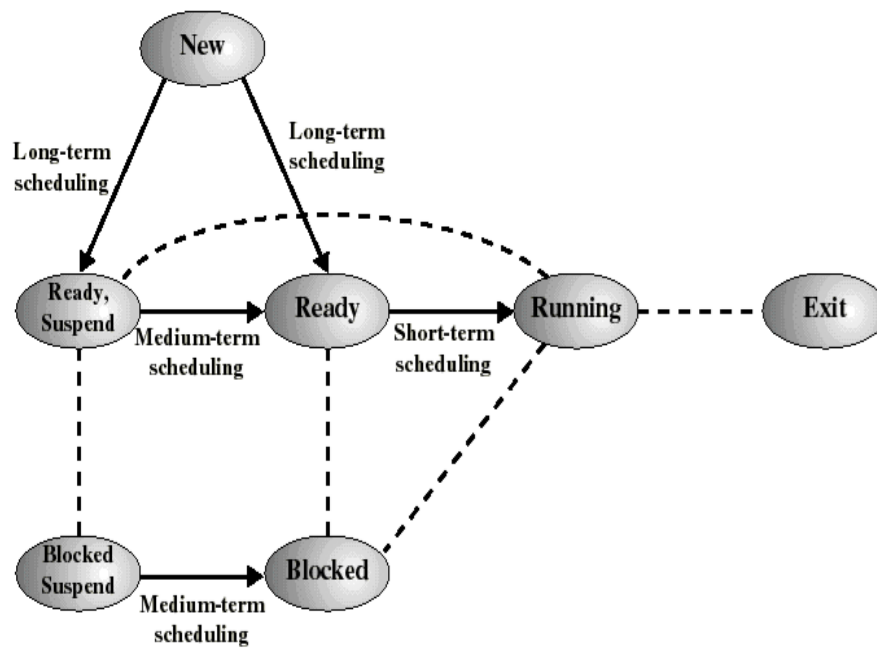 New
Long-term
scheduling
Long-term
scheduling
Ready,
Suspend
Medium-term
scheduling
Ready
Short-term
scheduling
Running
Exit
Blocked
Suspend
Medium-term
scheduling
Blocked